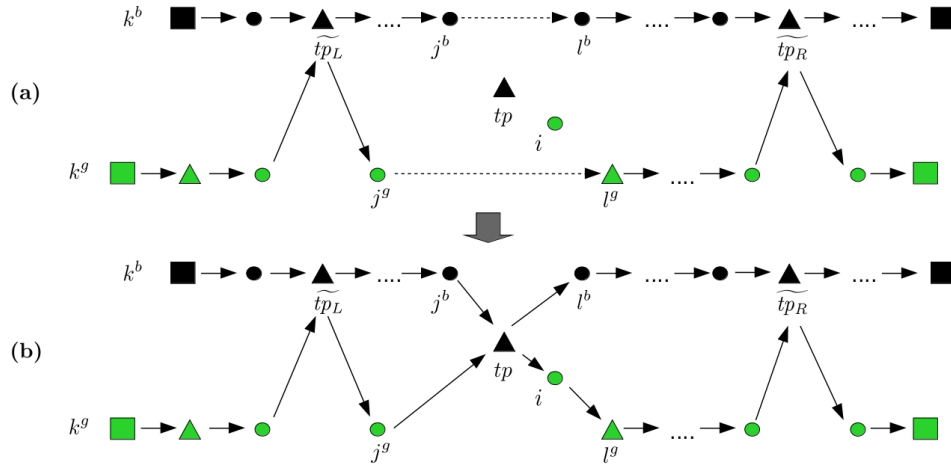 k^b .... j^b l^b .... ....
\widetilde{tp_L} \widetilde{tp_R}
(a)
tp
i
k^g .... 
j^g l^g
k^b .... j^b l^b .... ....
\widetilde{tp_L} \widetilde{tp_R}
(b)
tp
i
k^g ....
j^g l^g